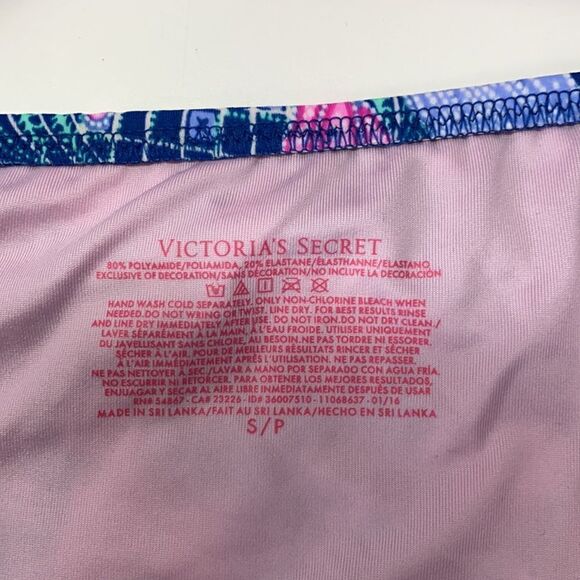 VICTORIA'S SECRET
80% POLYAMIDE/POLIAMIDA, 20% ELASTANE/ÉLASTHANNE/ELASTANO
EXCLUSIVE OF DECORATION/SANS DÉCORATION/NO INCLUYE LA DECORACIÓN
HAND WASH COLD SEPARATELY. ONLY NON-CHLORINE BLEACH WHEN
NEEDED. DO NOT WRING OR TWIST. LINE DRY. FOR BEST RESULTS RINSE
AND LINE DRY IMMEDIATELY AFTER USE. DO NOT IRON. DO NOT DRY CLEAN./
LAVER SÉPARÉMENT À LA MAIN, À L'EAU FROIDE. UTILISER UNIQUEMENT
DU JAVELLISANT SANS CHLORE, AU BESOIN. NE PAS TORDRE NI ESSORER.
SÉCHER À L'AIR. POUR DE MEILLEURS RÉSULTATS RINCER ET SÉCHER
À L'AIR IMMÉDIATEMENT APRÈS L'UTILISATION. NE PAS REPASSER.
NE PAS NETTOYER À SEC./LAVAR A MANO POR SEPARADO CON AGUA FRÍA.
NO ESCURRIR NI RETORCER. PARA OBTENER LOS MEJORES RESULTADOS,
ENJUAGAR Y SECAR AL AIRE LIBRE INMEDIATAMENTE DESPUÉS DE USAR
RN# 54867 - CA# 23226 - ID# 36007510 - 11068637 - 01/16
MADE IN SRI LANKA/FAIT AU SRI LANKA/HECHO EN SRI LANKA
S/P